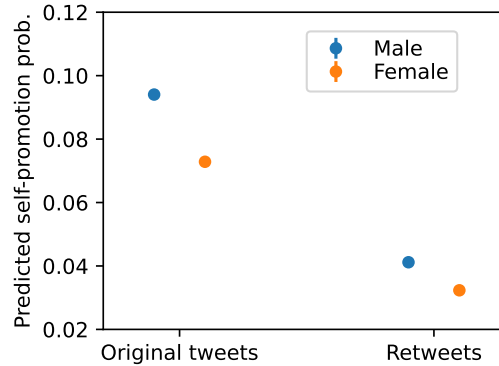 Predicted self-promotion prob.
0.12
0.10
0.08
0.06
0.04
0.02
Male
Female
Original tweets
Retweets